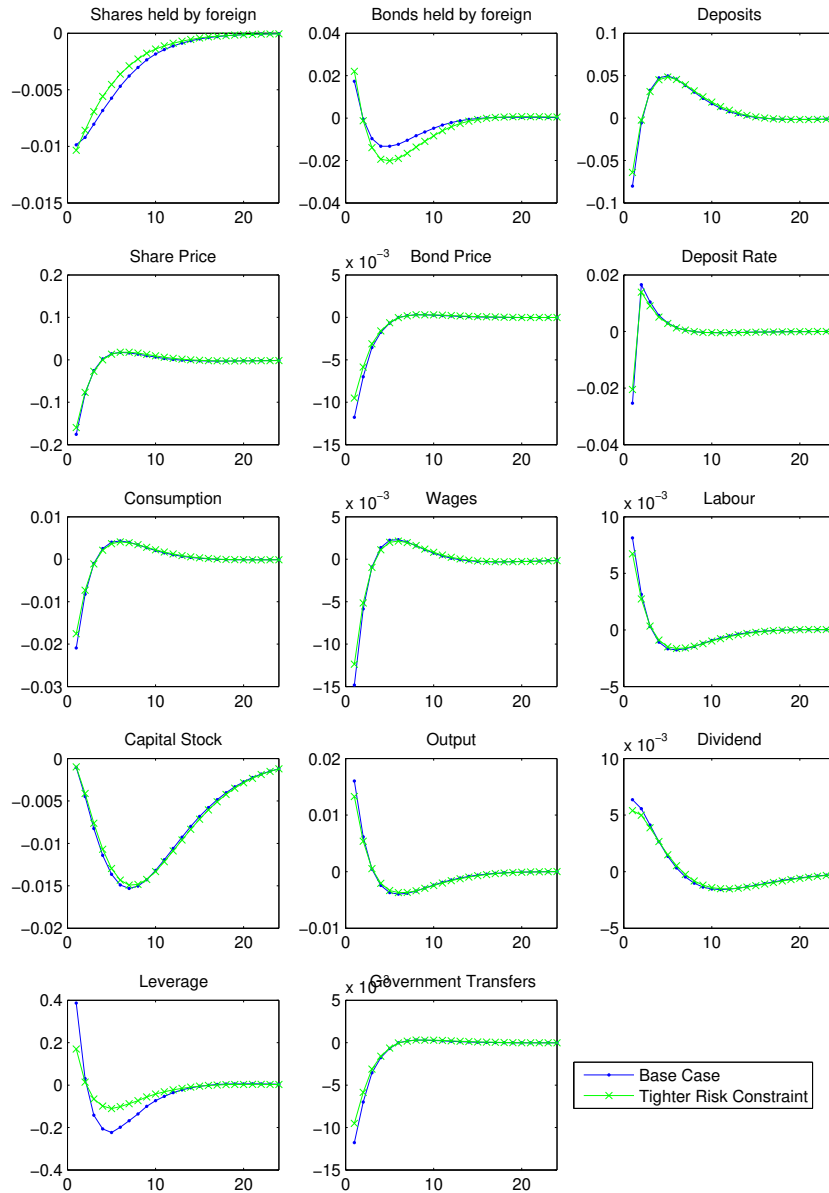 Shares held by foreign
Bonds held by foreign
Deposits
0
−0.005
−0.01
−0.015
0 10 20
0.04
0.02
0
−0.02
−0.04
0 10 20
0.1
0.05
0
−0.05
−0.1
0 10 20
Share Price
Bond Price
Deposit Rate
0.2
0.1
0
−0.1
−0.2
0 10 20
x 10−3
5
0
−5
−10
−15
0 10 20
0.02
0
−0.02
−0.04
0 10 20
Consumption
Wages
Labour
0.01
0
−0.01
−0.02
−0.03
0 10 20
x 10−3
5
0
−5
−10
−15
0 10 20
x 10−3
10
5
0
−5
0 10 20
Capital Stock
Output
Dividend
0
−0.005
−0.01
−0.015
−0.02
0 10 20
0.02
0.01
0
−0.01
0 10 20
x 10−3
10
5
0
−5
0 10 20
Leverage
Government Transfers
0.4
0.2
0
−0.2
−0.4
0 10 20
x 10−3
5
0
−5
−10
−15
0 10 20
Base Case
Tighter Risk Constraint